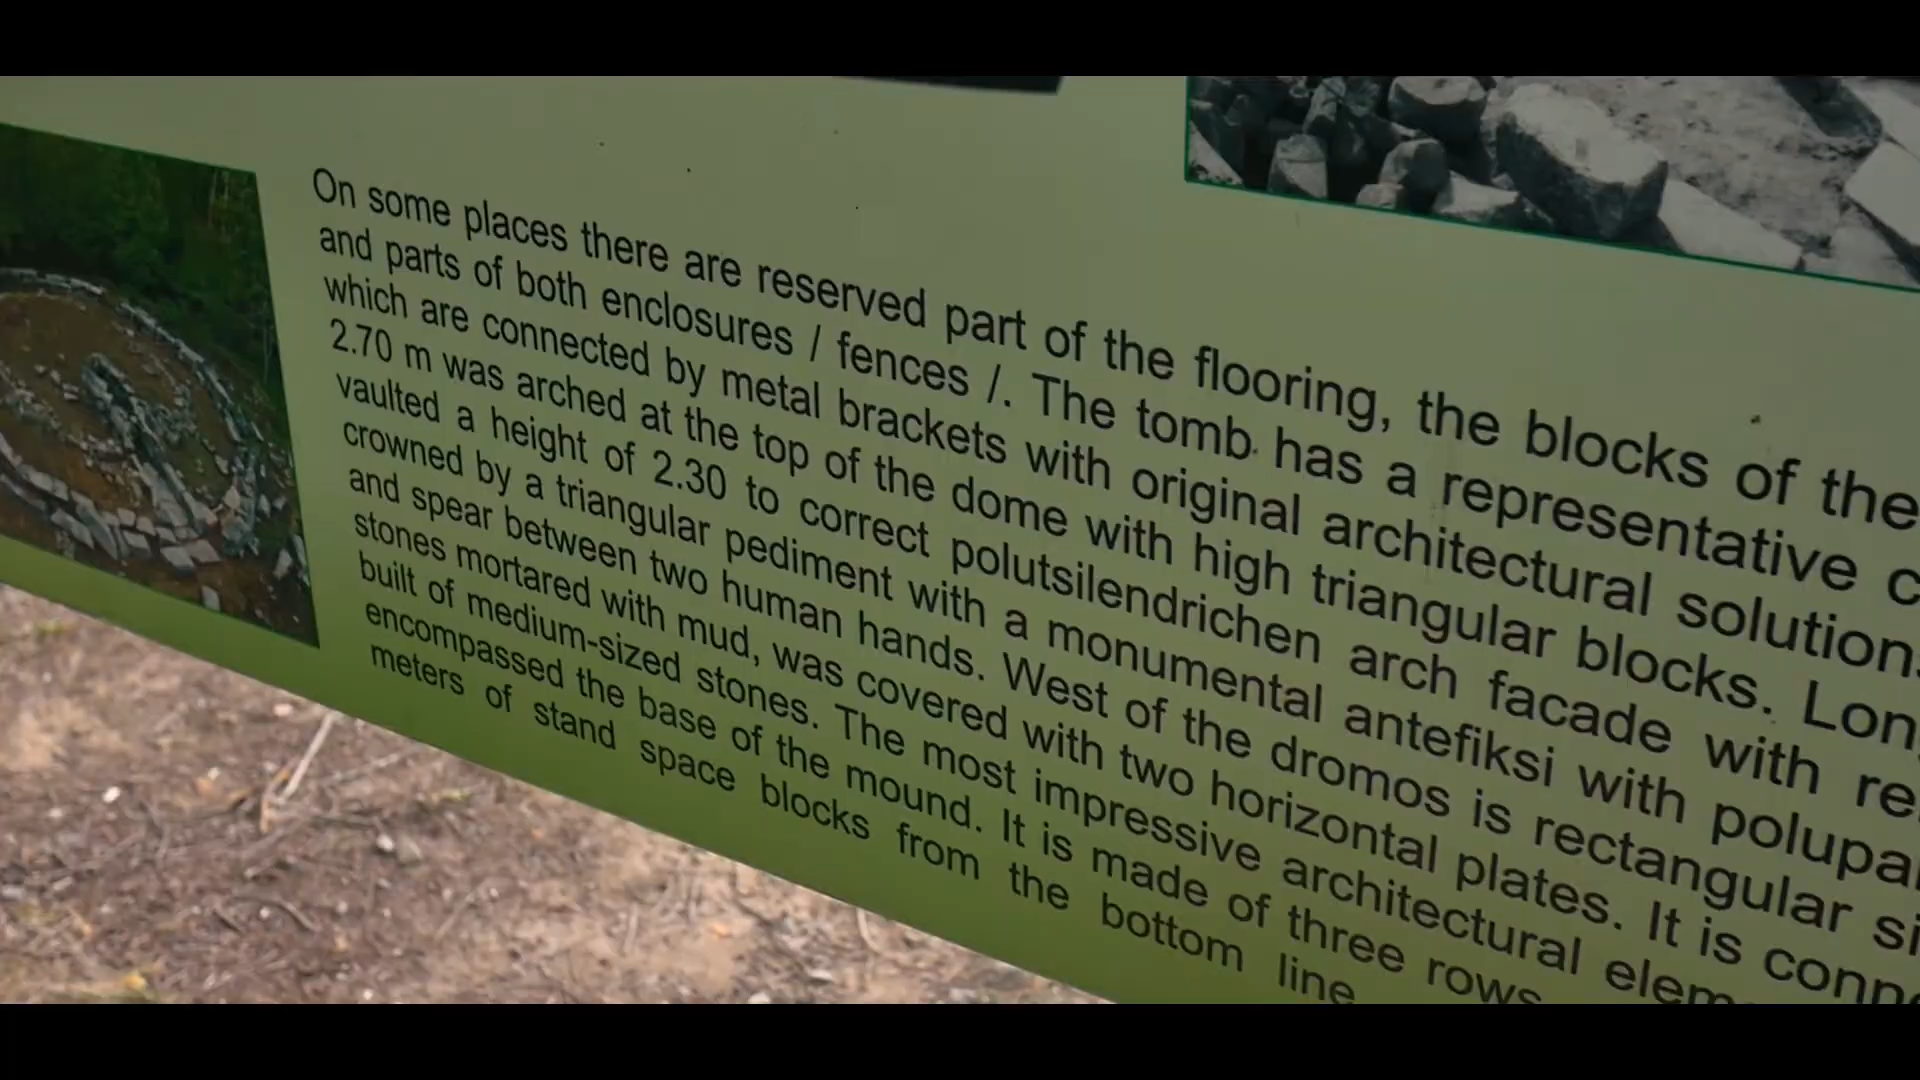 On some places there are reserved part of the flooring, the blocks of the
and parts of both enclosures / fences /. The tomb has a representative
which are connected by metal brackets with original architectural solutions
2.70 m was arched at the top of the dome with high triangular blocks.
vaulted a height of 2.30 to correct polutsilendrichen arch facade with
crowned by a triangular pediment with a monumental antefiksi with
and spear between two human hands. West of the dromos is rectangular
stones mortared with mud, was covered with two horizontal plates. It is
built of medium-sized stones. The most impressive architectural
encompassed the base of the mound. It is made of three rows
meters of stand space blocks from the bottom line